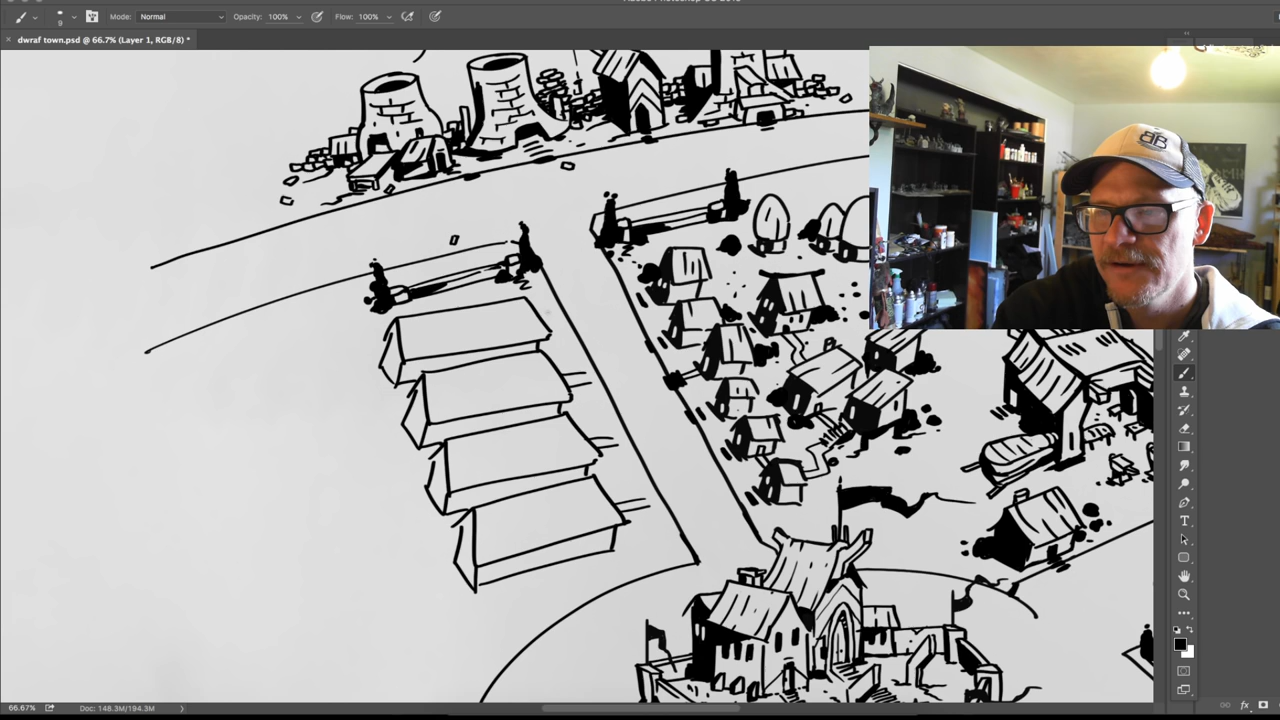 Mode: Normal Opacity: 100% Flow: 100%
9
dwraf town.psd @ 66.7% (Layer 1, RGB/8) *
66.67% Doc: 148.3M/194.3M